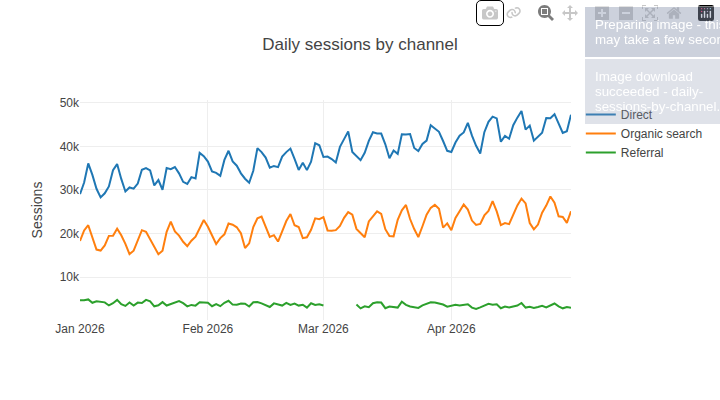 Preparing image - this
may take a few secon
Image download
succeeded - daily-
sessions-by-channel.
Daily sessions by channel
Direct
Organic search
Referral
Sessions
50k
40k
30k
20k
10k
Jan 2026
Feb 2026
Mar 2026
Apr 2026